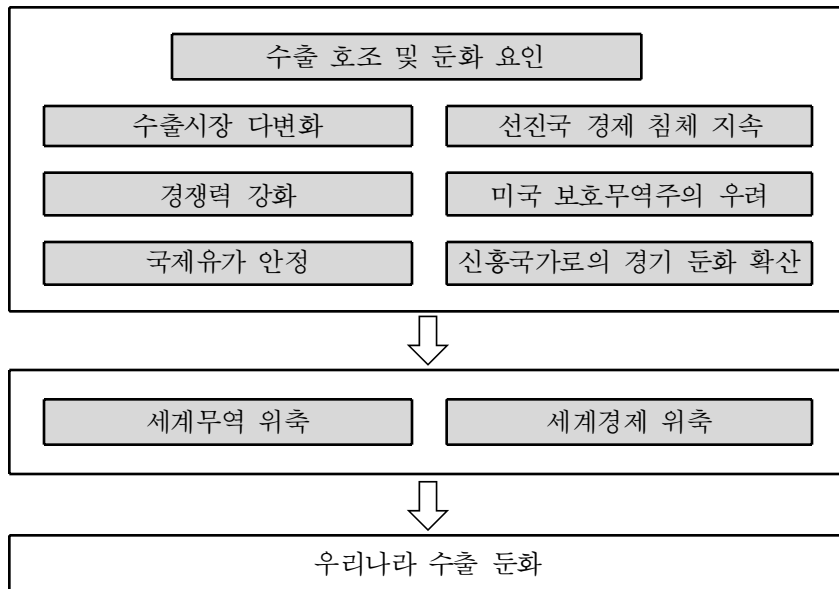 수출 호조 및 둔화 요인
수출시장 다변화
선진국 경제 침체 지속
경쟁력 강화
미국 보호무역주의 우려
국제유가 안정
신흥국가로의 경기 둔화 확산
세계무역 위축
세계경제 위축
우리나라 수출 둔화